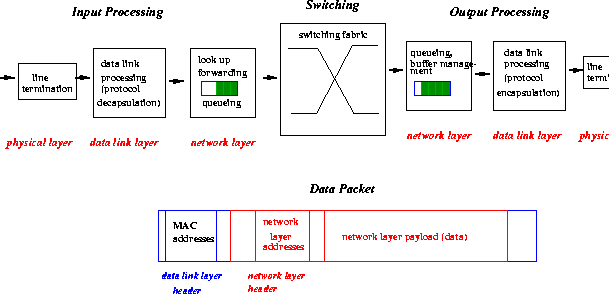 Input Processing
Switching
Output Processing
line
termination
data link
processing
(protocol
decapsulation)
look up
forwarding
queueing
switching fabric
queueing,
buffer manage-
ment
data link
processing
(protocol
encapsulation)
line
physical layer
data link layer
network layer
network layer
data link layer
Data Packet
MAC
addresses
network
layer
addresses
network layer payload (data)
data link layer
header
network layer
header